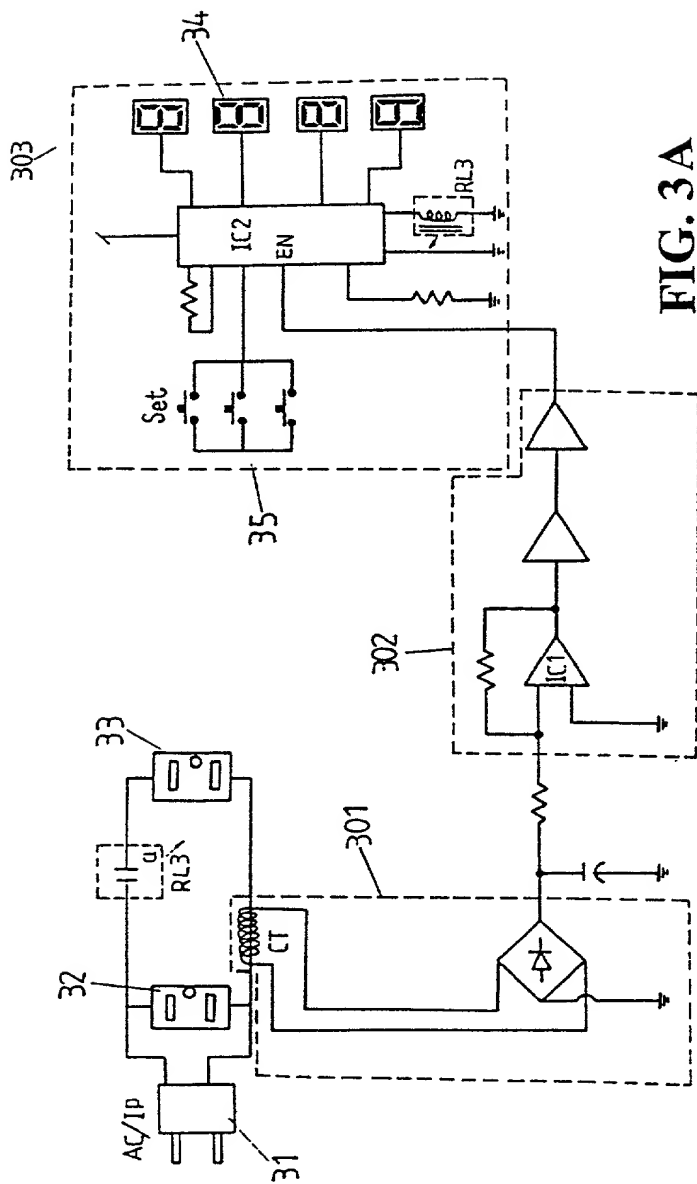 AC/Ip
31
32
33
a
RL3
CT
301
302
IC1
303
Set
35
IC2
EN
34
RL3
FIG. 3A